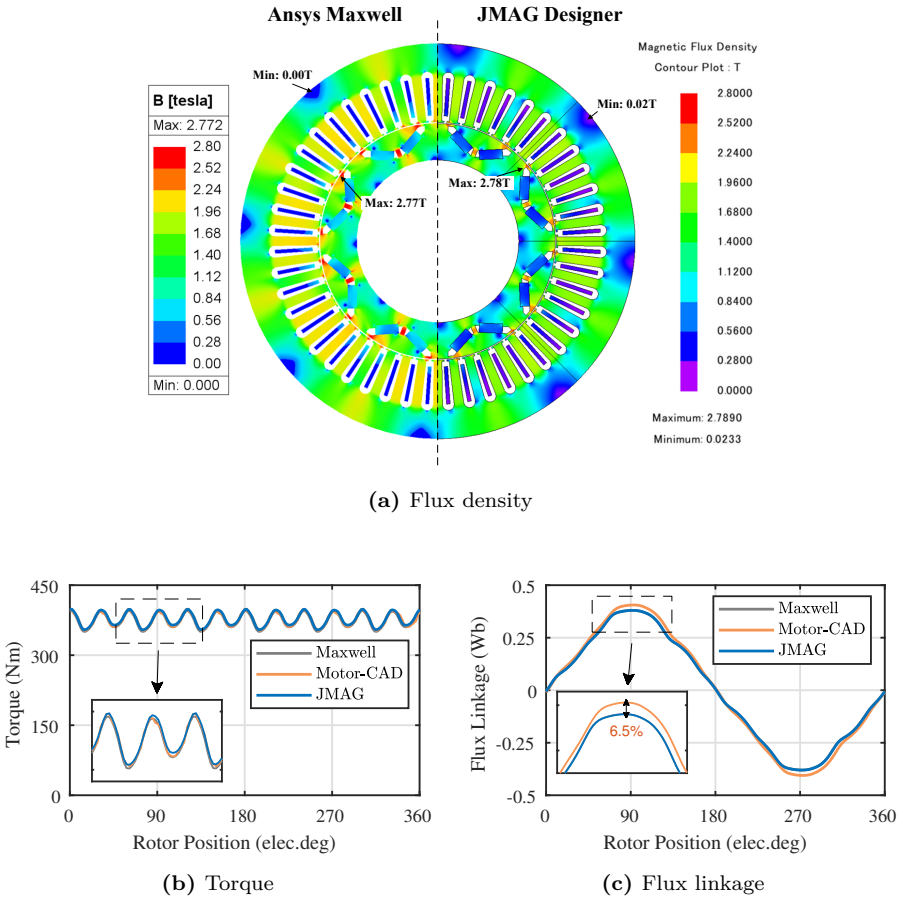 Ansys Maxwell
JMAG Designer
B [tesla]
Max: 2.772
2.80
2.52
2.24
1.96
1.68
1.40
1.12
0.84
0.56
0.28
0.00
Min: 0.000
Min: 0.00T
Max: 2.77T
Max: 2.78T
Min: 0.02T
Magnetic Flux Density
Contour Plot : T
2.8000
2.5200
2.2400
1.9600
1.6800
1.4000
1.1200
0.8400
0.5600
0.2800
0.0000
Maximum: 2.7890
Minimum: 0.0233
(a) Flux density
Torque (Nm)
450
300
150
0
Maxwell
Motor-CAD
JMAG
0 90 180 270 360
Rotor Position (elec.deg)
(b) Torque
Flux Linkage (Wb)
0.5
0.25
0
-0.25
-0.5
Maxwell
Motor-CAD
JMAG
6.5%
0 90 180 270 360
Rotor Position (elec.deg)
(c) Flux linkage